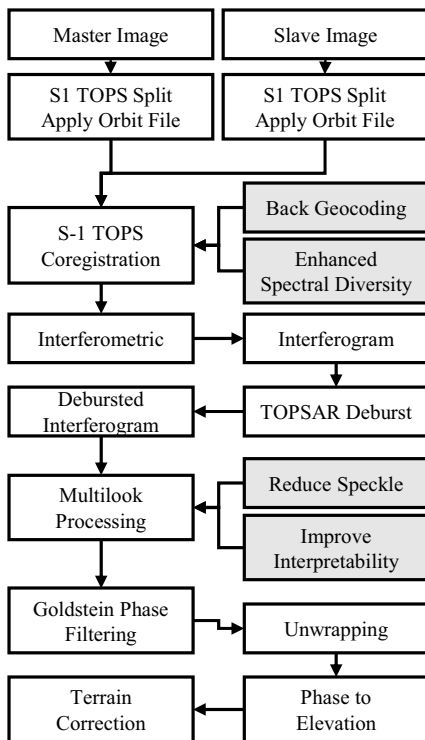 Master Image
Slave Image
S1 TOPS Split
Apply Orbit File
S1 TOPS Split
Apply Orbit File
S-1 TOPS
Coregistration
Back Geocoding
Enhanced
Spectral Diversity
Interferometric
Interferogram
Debursted
Interferogram
TOPSAR Deburst
Multilook
Processing
Reduce Speckle
Improve
Interpretability
Goldstein Phase
Filtering
Unwrapping
Terrain
Correction
Phase to
Elevation